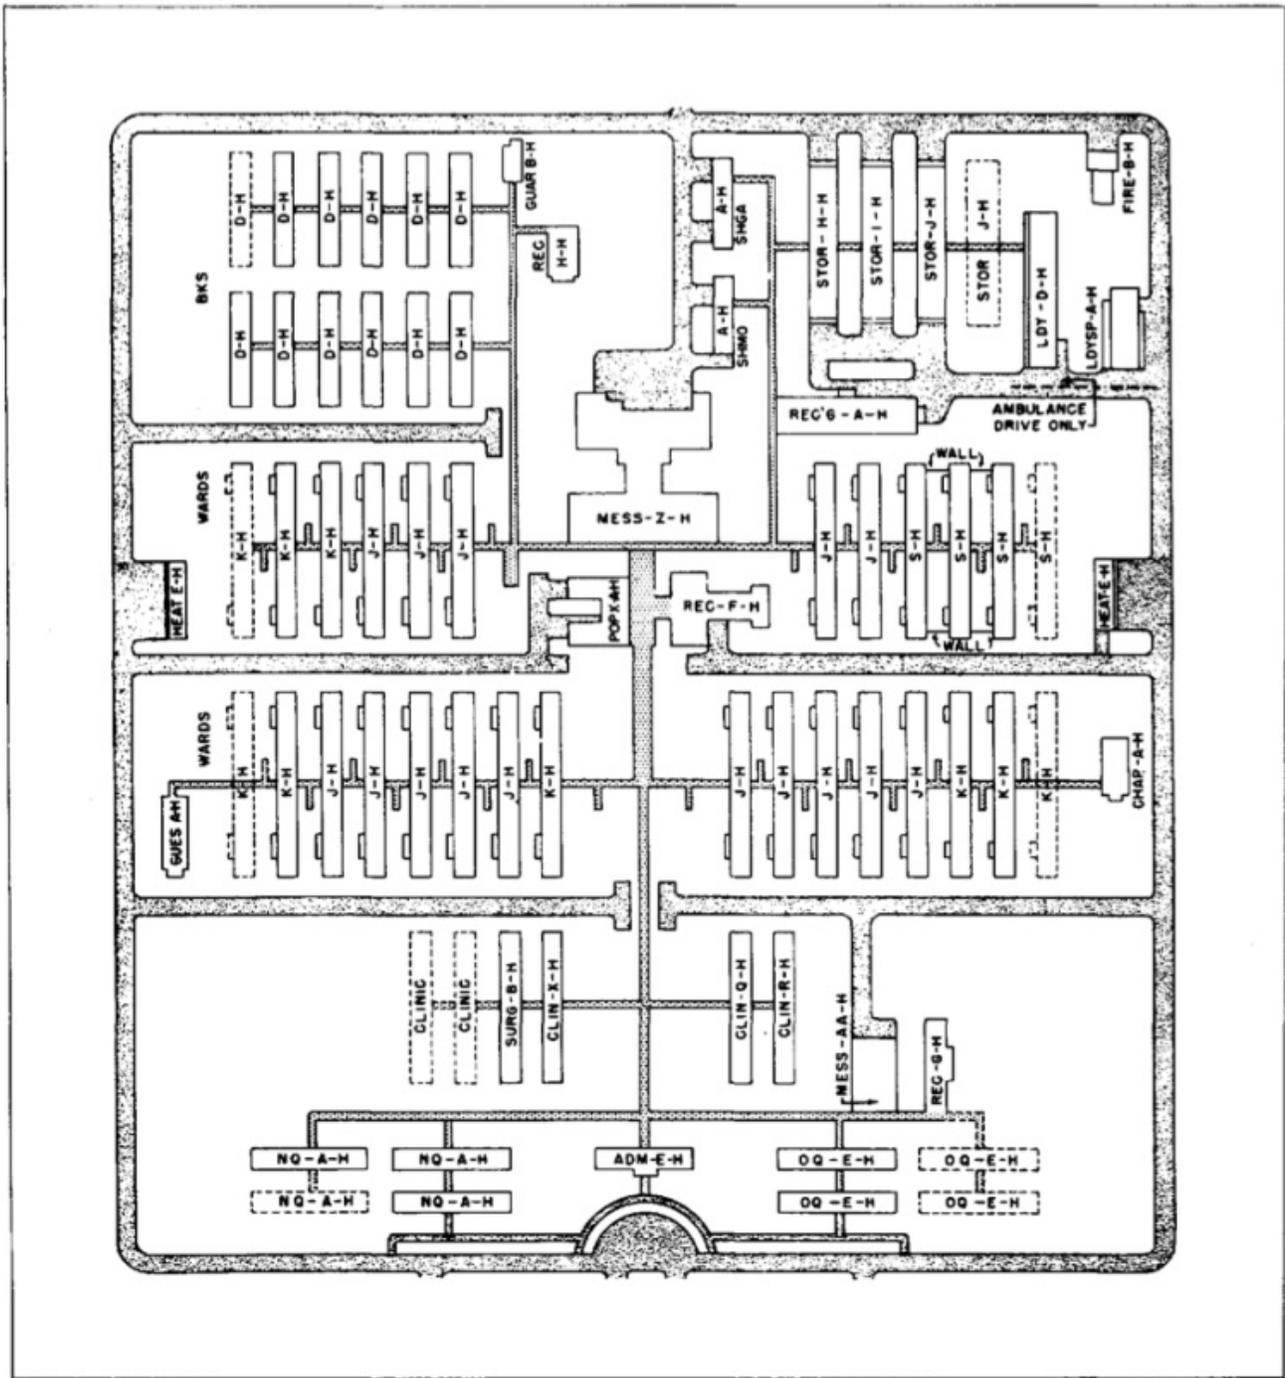 BKS
D-H
D-H
D-H
D-H
D-H
D-H
GUAR B-H
REC
H-H
A-H
SHGA
STOR-H-H
STOR-I-H
STOR-J-H
STOR J-H
FIRE-B-H
D-H
D-H
D-H
D-H
D-H
D-H
A-H
SHMO
LDY-D-H
LDYSP-A-H
REC'G-A-H
AMBULANCE
DRIVE ONLY
WARDS
K-H
K-H
K-H
J-H
J-H
J-H
MESS-Z-H
WALL
J-H
J-H
S-H
S-H
S-H
S-H
HEAT E-H
POPX-AH
REC-F-H
WALL
HEAT-E-H
WARDS
K-H
K-H
J-H
J-H
J-H
J-H
J-H
K-H
J-H
J-H
J-H
J-H
J-H
K-H
K-H
K-H
GUES A-H
CHAP.-A-H
CLINIC
CLINIC
SURG-B-H
CLIN-X-H
CLIN-Q-H
CLIN-R-H
MESS-AA-H
REC-G-H
NQ-A-H
NQ-A-H
ADM-E-H
OQ-E-H
OQ-E-H
NQ-A-H
NQ-A-H
OQ-E-H
OQ-E-H